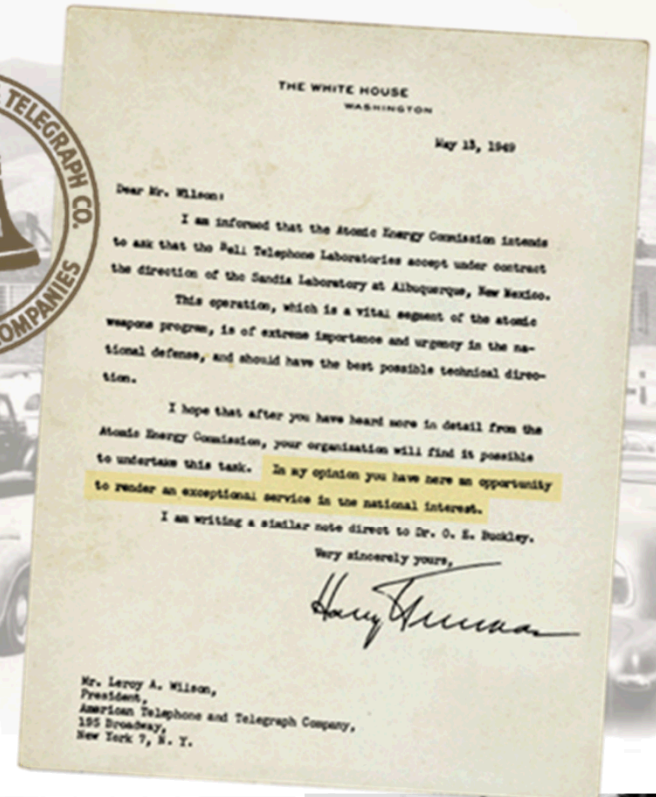 TELEGRAPH CO.
COMPANIES
THE WHITE HOUSE
WASHINGTON
May 13, 1949
Dear Mr. Wilson:
I am informed that the Atomic Energy Commission intends
to ask that the Bell Telephone Laboratories accept under contract
the direction of the Sandia Laboratory at Albuquerque, New Mexico.
This operation, which is a vital segment of the atomic
weapons program, is of extreme importance and urgency in the na-
tional defense, and should have the best possible technical direc-
tion.
I hope that after you have heard more in detail from the
Atomic Energy Commission, your organization will find it possible
to undertake this task. In my opinion you have here an opportunity
to render an exceptional service in the national interest.
I am writing a similar note direct to Dr. O. E. Buckley.
Very sincerely yours,
Harry Truman
Mr. Leroy A. Wilson,
President,
American Telephone and Telegraph Company,
195 Broadway,
New York 7, N. Y.